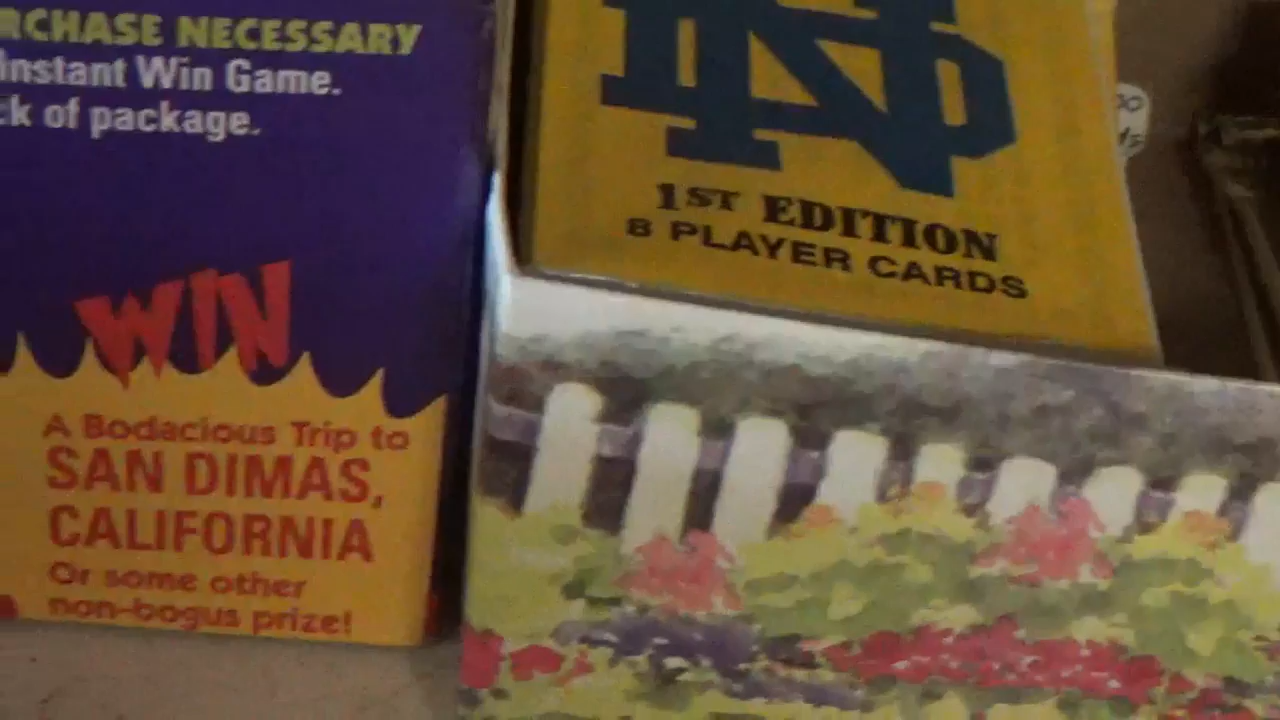 RCHASE NECESSARY
Instant Win Game.
ck of package.
WIN
A Bodacious Trip to
SAN DIMAS,
CALIFORNIA
Or some other
non-bogus prize!
ND
1ST EDITION
8 PLAYER CARDS